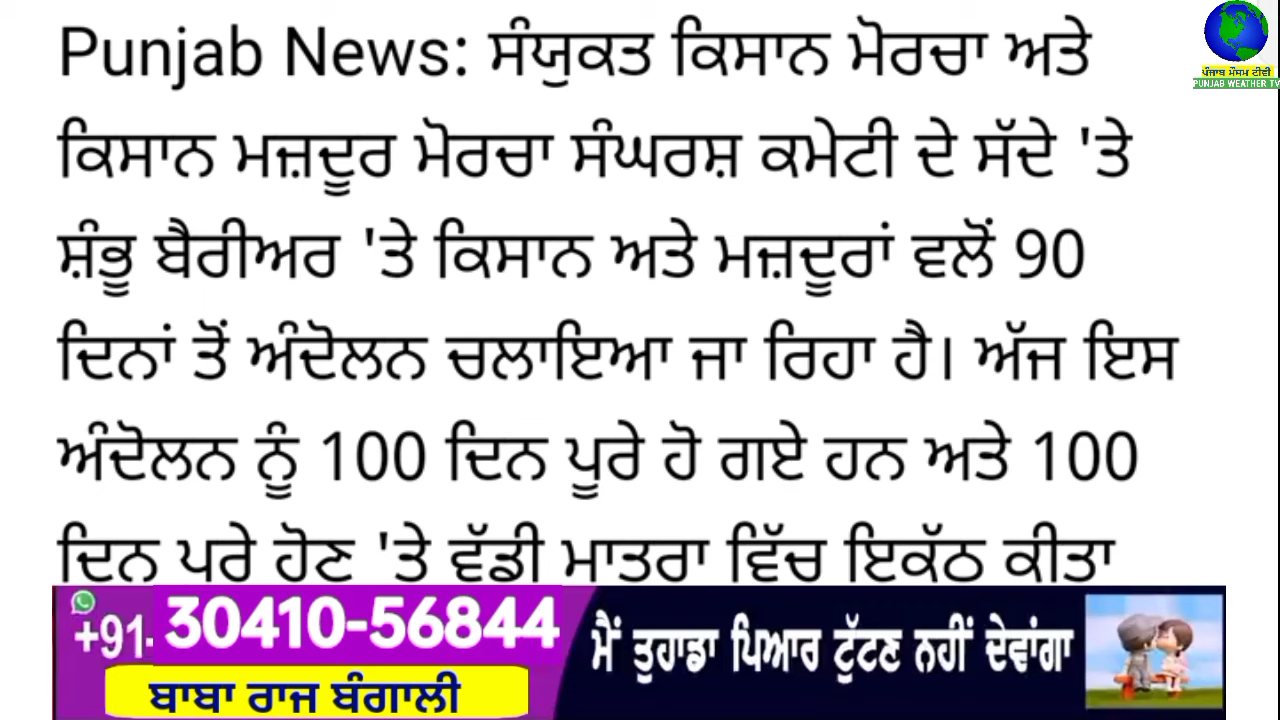 Punjab News: ਸੰਯੁਕਤ ਕਿਸਾਨ ਮੋਰਚਾ ਅਤੇ
ਕਿਸਾਨ ਮਜ਼ਦੂਰ ਮੋਰਚਾ ਸੰਘਰਸ਼ ਕਮੇਟੀ ਦੇ ਸੱਦੇ 'ਤੇ
ਸ਼ੰਭੂ ਬੈਰੀਅਰ 'ਤੇ ਕਿਸਾਨ ਅਤੇ ਮਜ਼ਦੂਰਾਂ ਵਲੋਂ 90
ਦਿਨਾਂ ਤੋਂ ਅੰਦੋਲਨ ਚਲਾਇਆ ਜਾ ਰਿਹਾ ਹੈ। ਅੱਜ ਇਸ
ਅੰਦੋਲਨ ਨੂੰ 100 ਦਿਨ ਪੂਰੇ ਹੋ ਗਏ ਹਨ ਅਤੇ 100
ਦਿਨ ਪੂਰੇ ਹੋਣ 'ਤੇ ਵੱਡੀ ਮਾਤਰਾ ਵਿੱਚ ਇਕੱਠ ਕੀਤਾ
ਪੰਜਾਬ ਮੌਸਮ ਟੀਵੀ
PUNJAB WEATHER TV
+91. 30410-56844
ਬਾਬਾ ਰਾਜ ਬੰਗਾਲੀ
ਮੈਂ ਤੁਹਾਡਾ ਪਿਆਰ ਟੁੱਟਣ ਨਹੀਂ ਦੇਵਾਂਗਾ